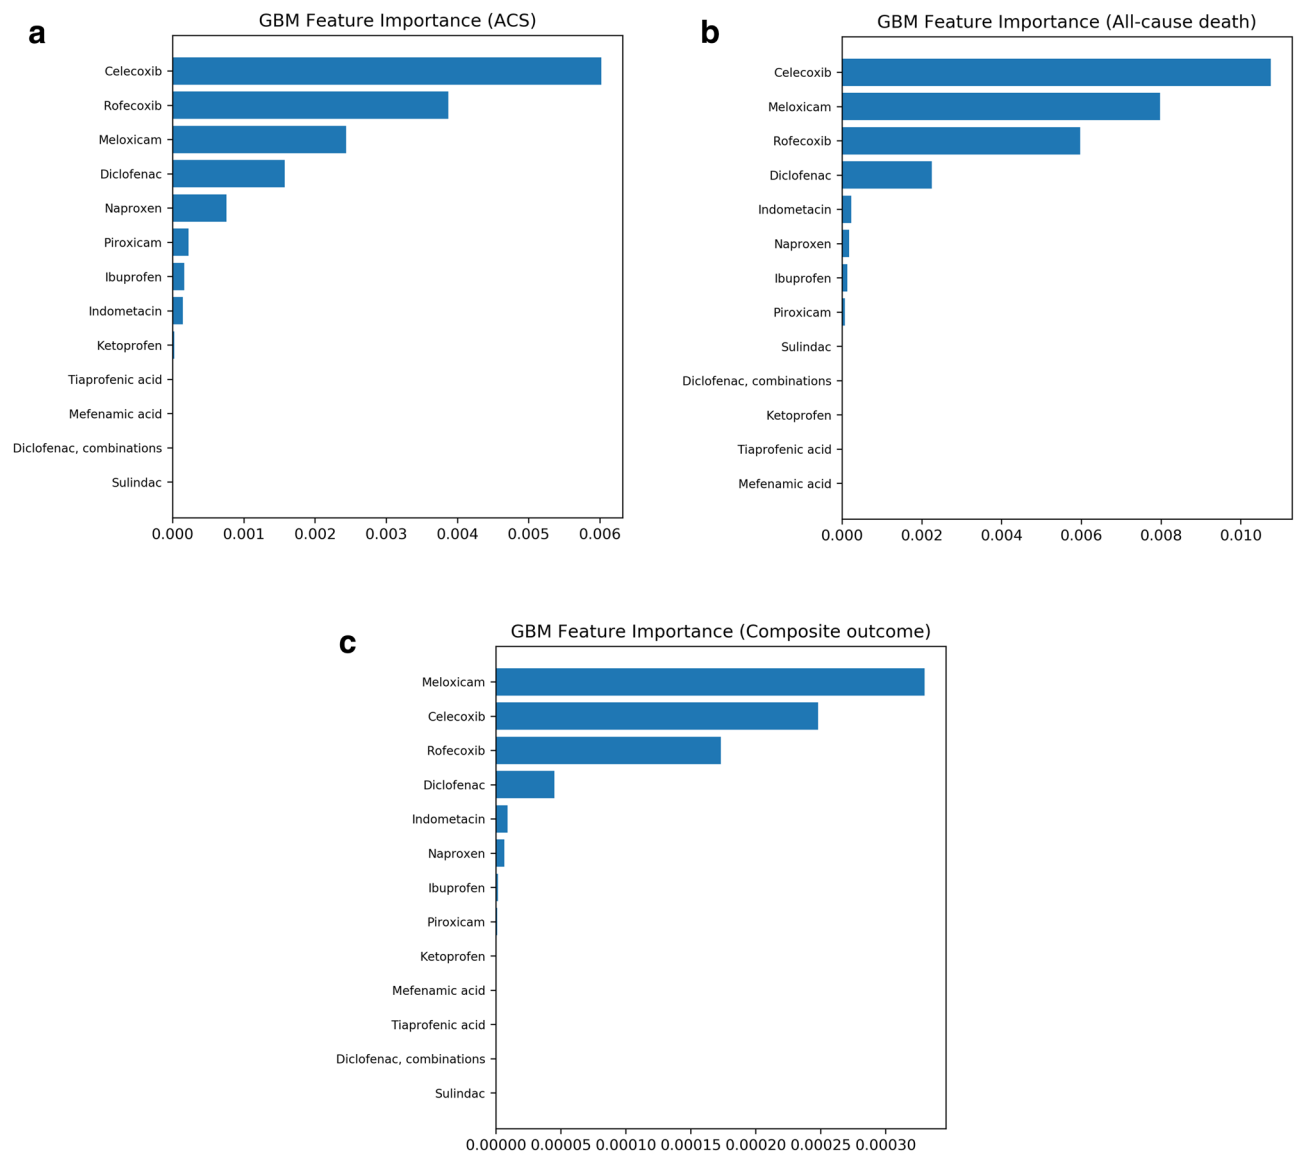 a
GBM Feature Importance (ACS)
Celecoxib
Rofecoxib
Meloxicam
Diclofenac
Naproxen
Piroxicam
Ibuprofen
Indometacin
Ketoprofen
Tiaprofenic acid
Mefenamic acid
Diclofenac, combinations
Sulindac
0.000 0.001 0.002 0.003 0.004 0.005 0.006
b
GBM Feature Importance (All-cause death)
Celecoxib
Meloxicam
Rofecoxib
Diclofenac
Indometacin
Naproxen
Ibuprofen
Piroxicam
Sulindac
Diclofenac, combinations
Ketoprofen
Tiaprofenic acid
Mefenamic acid
0.000 0.002 0.004 0.006 0.008 0.010
c
GBM Feature Importance (Composite outcome)
Meloxicam
Celecoxib
Rofecoxib
Diclofenac
Indometacin
Naproxen
Ibuprofen
Piroxicam
Ketoprofen
Mefenamic acid
Tiaprofenic acid
Diclofenac, combinations
Sulindac
0.00000 0.00005 0.00010 0.00015 0.00020 0.00025 0.00030